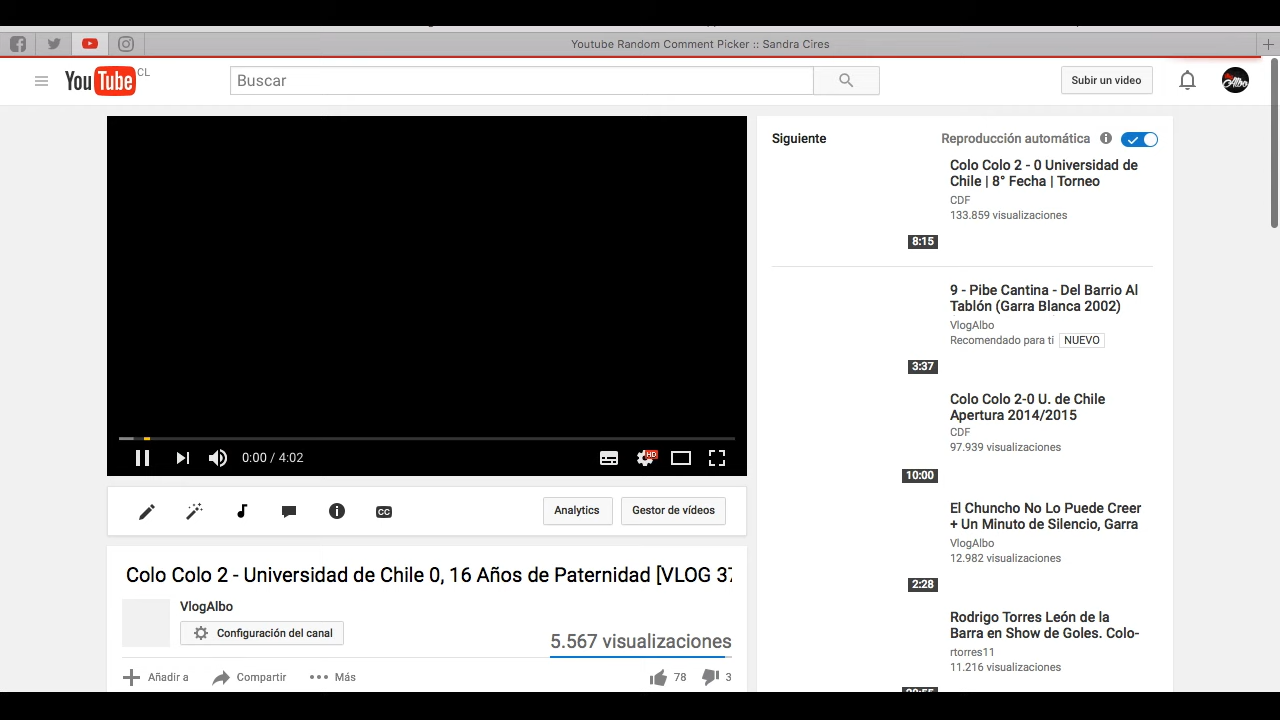 Youtube Random Comment Picker :: Sandra Cires
YouTube CL
Buscar
Subir un video
Albo
Siguiente
Reproducción automática
Colo Colo 2 - 0 Universidad de
Chile | 8° Fecha | Torneo
CDF
133.859 visualizaciones
8:15
9 - Pibe Cantina - Del Barrio Al
Tablón (Garra Blanca 2002)
VlogAlbo
Recomendado para ti NUEVO
3:37
Colo Colo 2-0 U. de Chile
Apertura 2014/2015
CDF
97.939 visualizaciones
10:00
El Chuncho No Lo Puede Creer
+ Un Minuto de Silencio, Garra
VlogAlbo
12.982 visualizaciones
2:28
Rodrigo Torres León de la
Barra en Show de Goles. Colo-
rtorres11
11.216 visualizaciones
0:00 / 4:02
HD
CC
Analytics
Gestor de vídeos
Colo Colo 2 - Universidad de Chile 0, 16 Años de Paternidad [VLOG 37
VlogAlbo
Configuración del canal
5.567 visualizaciones
Añadir a
Compartir
Más
78
3